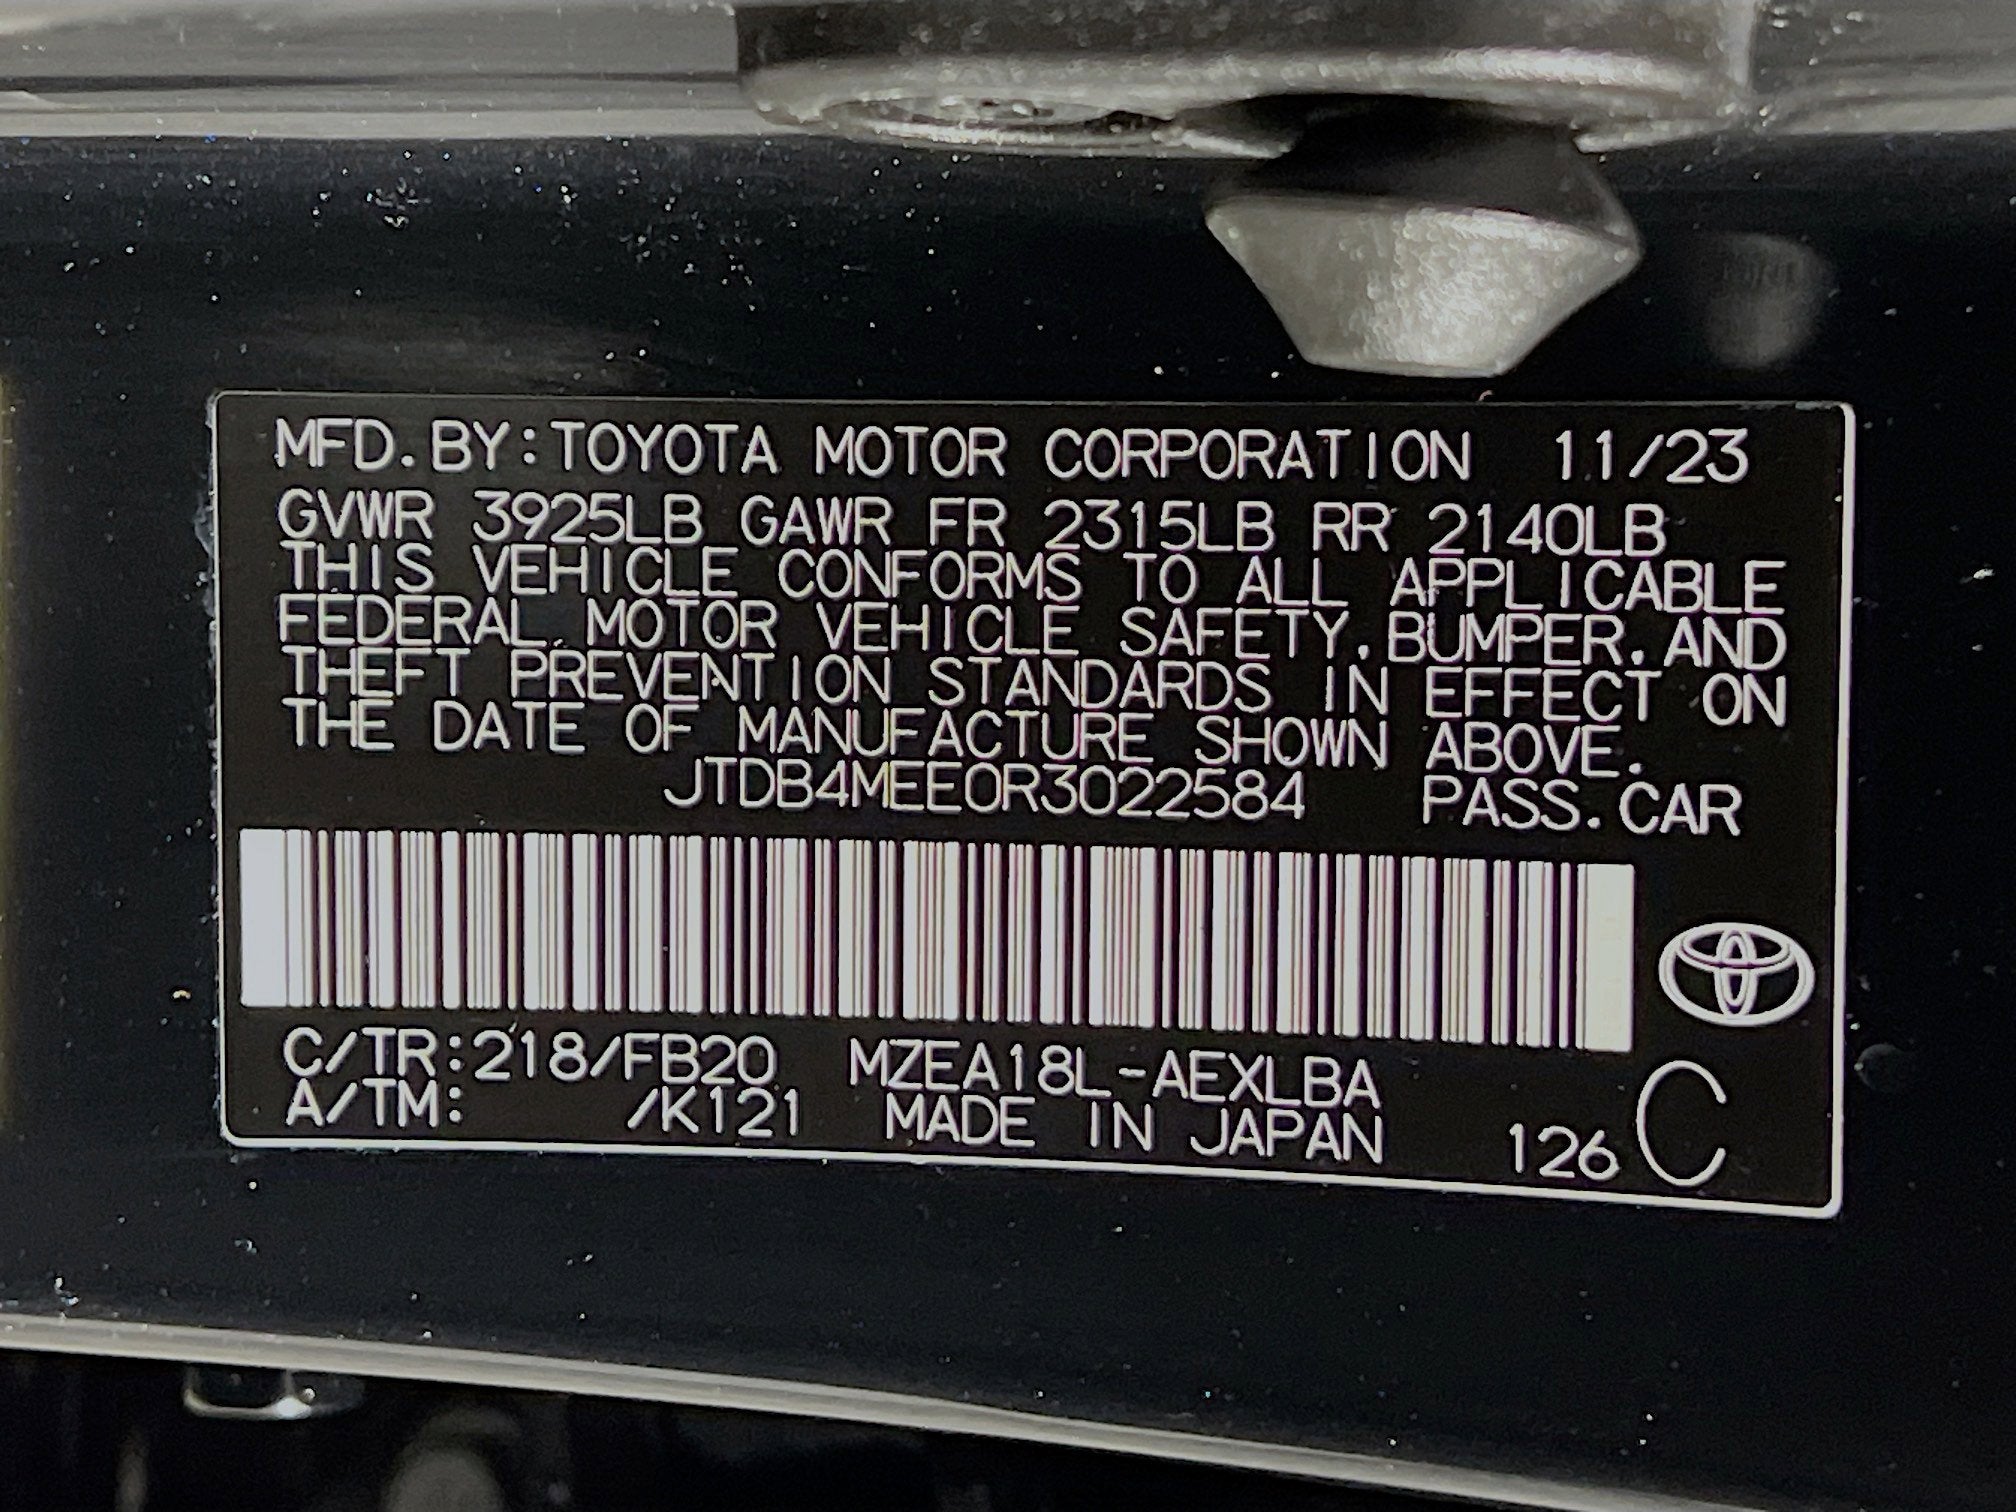 MFD. BY: TOYOTA MOTOR CORPORATION 11/23
GVWR 3925LB GAWR FR 2315LB RR 2140LB
THIS VEHICLE CONFORMS TO ALL APPLICABLE
FEDERAL MOTOR VEHICLE SAFETY, BUMPER, AND
THEFT PREVENTION STANDARDS IN EFFECT ON
THE DATE OF MANUFACTURE SHOWN ABOVE.
JTDB4MEE0R3022584 PASS. CAR
C/TR: 218/FB20 MZEA18L-AEXLBA
A/TM: /K121 MADE IN JAPAN 126 C